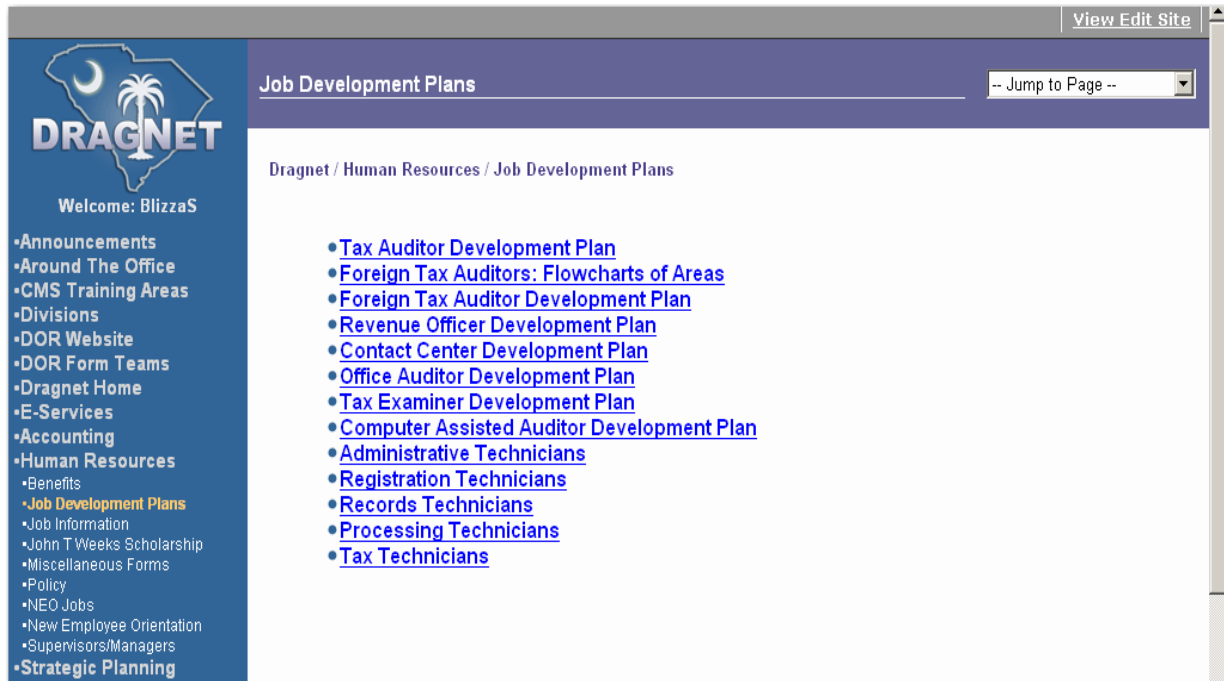 View Edit Site
DRAGNET
Welcome: BlizzaS
▪Announcements
▪Around The Office
▪CMS Training Areas
▪Divisions
▪DOR Website
▪DOR Form Teams
▪Dragnet Home
▪E-Services
▪Accounting
▪Human Resources
▪Benefits
▪Job Development Plans
▪Job Information
▪John T Weeks Scholarship
▪Miscellaneous Forms
▪Policy
▪NEO Jobs
▪New Employee Orientation
▪Supervisors/Managers
▪Strategic Planning
Job Development Plans
-- Jump to Page --
Dragnet / Human Resources / Job Development Plans
●Tax Auditor Development Plan
●Foreign Tax Auditors: Flowcharts of Areas
●Foreign Tax Auditor Development Plan
●Revenue Officer Development Plan
●Contact Center Development Plan
●Office Auditor Development Plan
●Tax Examiner Development Plan
●Computer Assisted Auditor Development Plan
●Administrative Technicians
●Registration Technicians
●Records Technicians
●Processing Technicians
●Tax Technicians